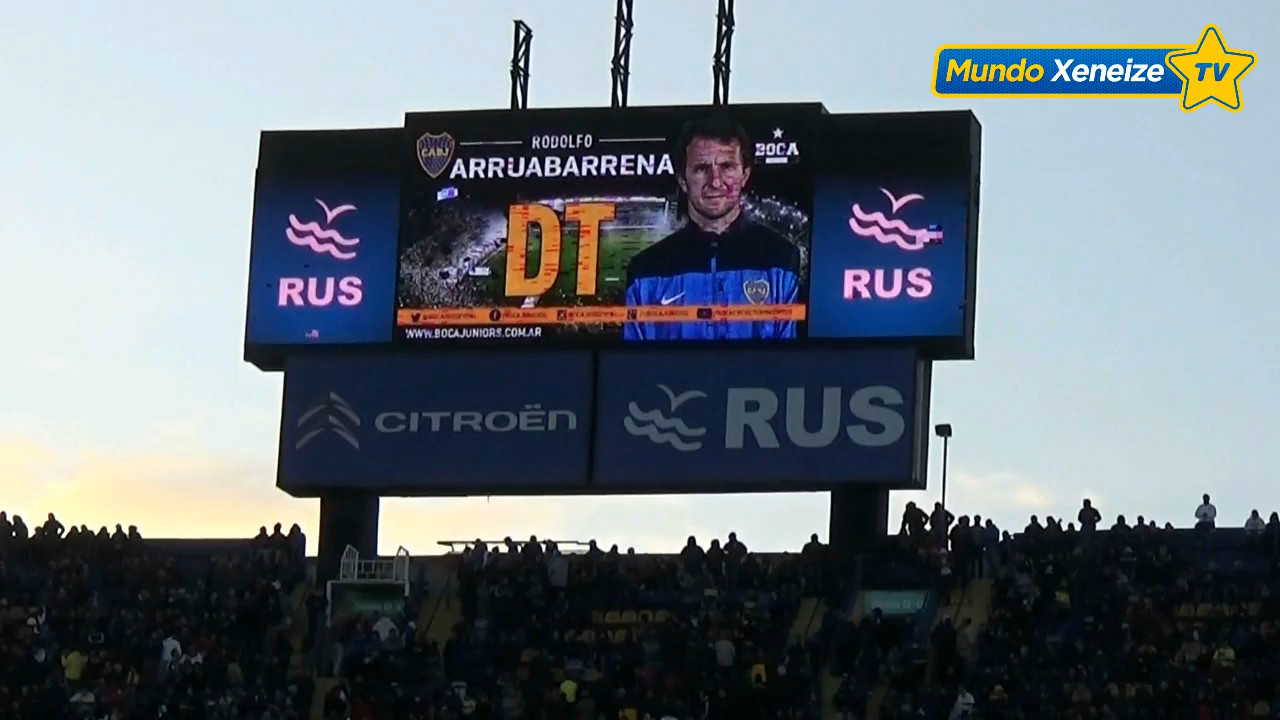 Mundo Xeneize TV
RODOLFO
ARRUABARRENA
CABJ
BOCA
DT
RUS
RUS
WWW.BOCAJUNIORS.COM.AR
CITROËN
RUS